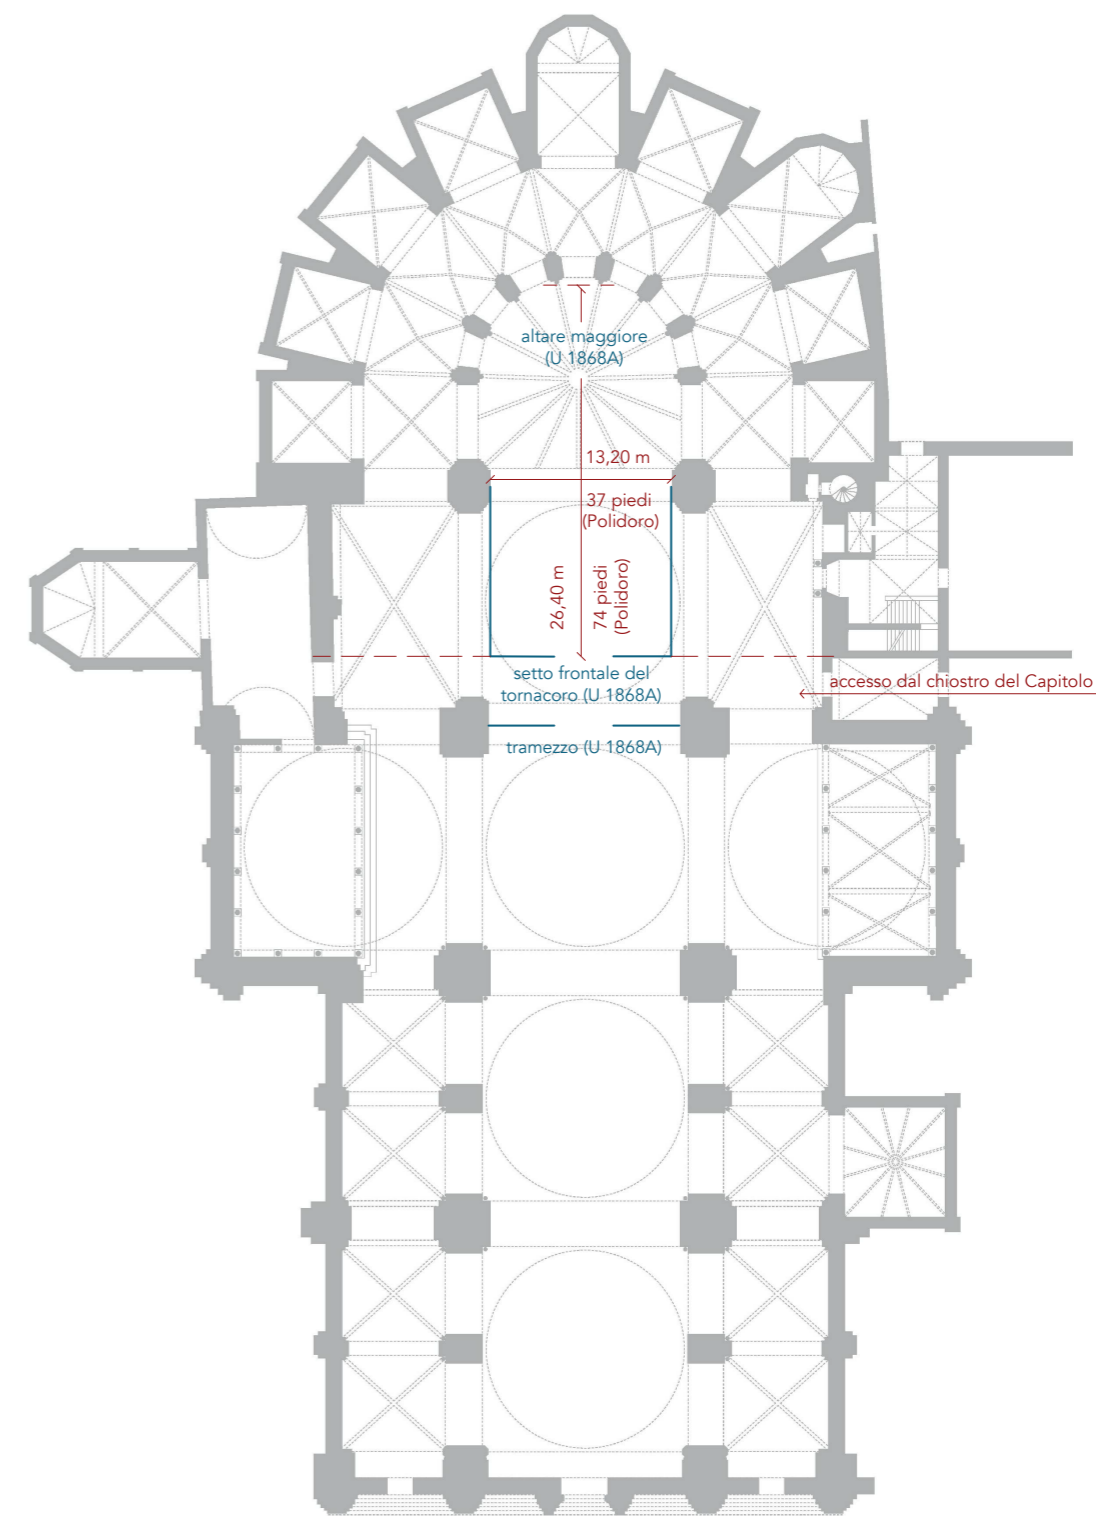 altare maggiore
(U 1868A)
13,20 m
37 piedi
(Polidoro)
26,40 m
74 piedi
(Polidoro)
setto frontale del
tornacoro (U 1868A)
accesso dal chiostro del Capitolo
tramezzo (U 1868A)